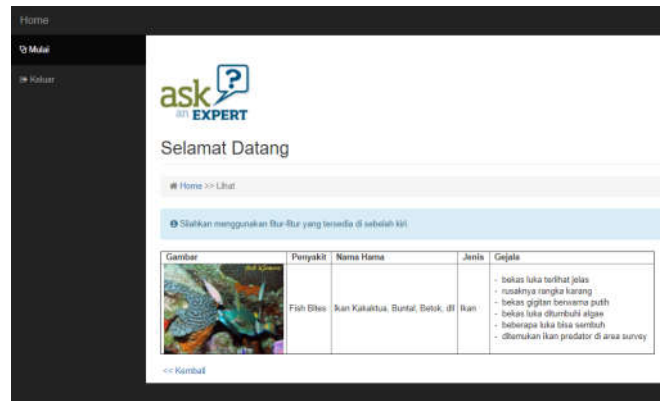 Home
Mulai
Keluar
ask ?
an EXPERT
Selamat Datang
Home >> Lihat
Silahkan menggunakan fitur-fitur yang tersedia di sebelah kiri.
Gambar Penyakit Nama Hama Jenis Gejala
Fish Bites Ikan Kakaktua, Buntal, Betok, dll Ikan
- bekas luka terlihat jelas
- rusaknya rangka karang
- bekas gigitan berwarna putih
- bekas luka ditumbuhi algae
- beberapa luka bisa sembuh
- ditemukan ikan predator di area survey
<< Kembali